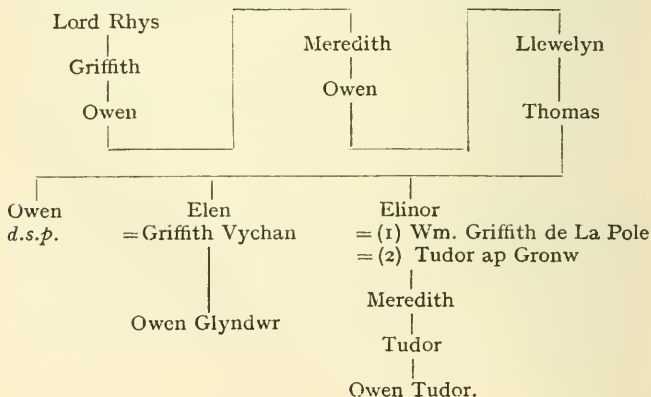 Lord Rhys
Griffith
Owen
Meredith
Owen
Llewelyn
Thomas
Owen
d.s.p.
Elen
=Griffith Vychan
Owen Glyndwr
Elinor
=(1) Wm. Griffith de La Pole
=(2) Tudor ap Gronw
Meredith
Tudor
Owen Tudor.